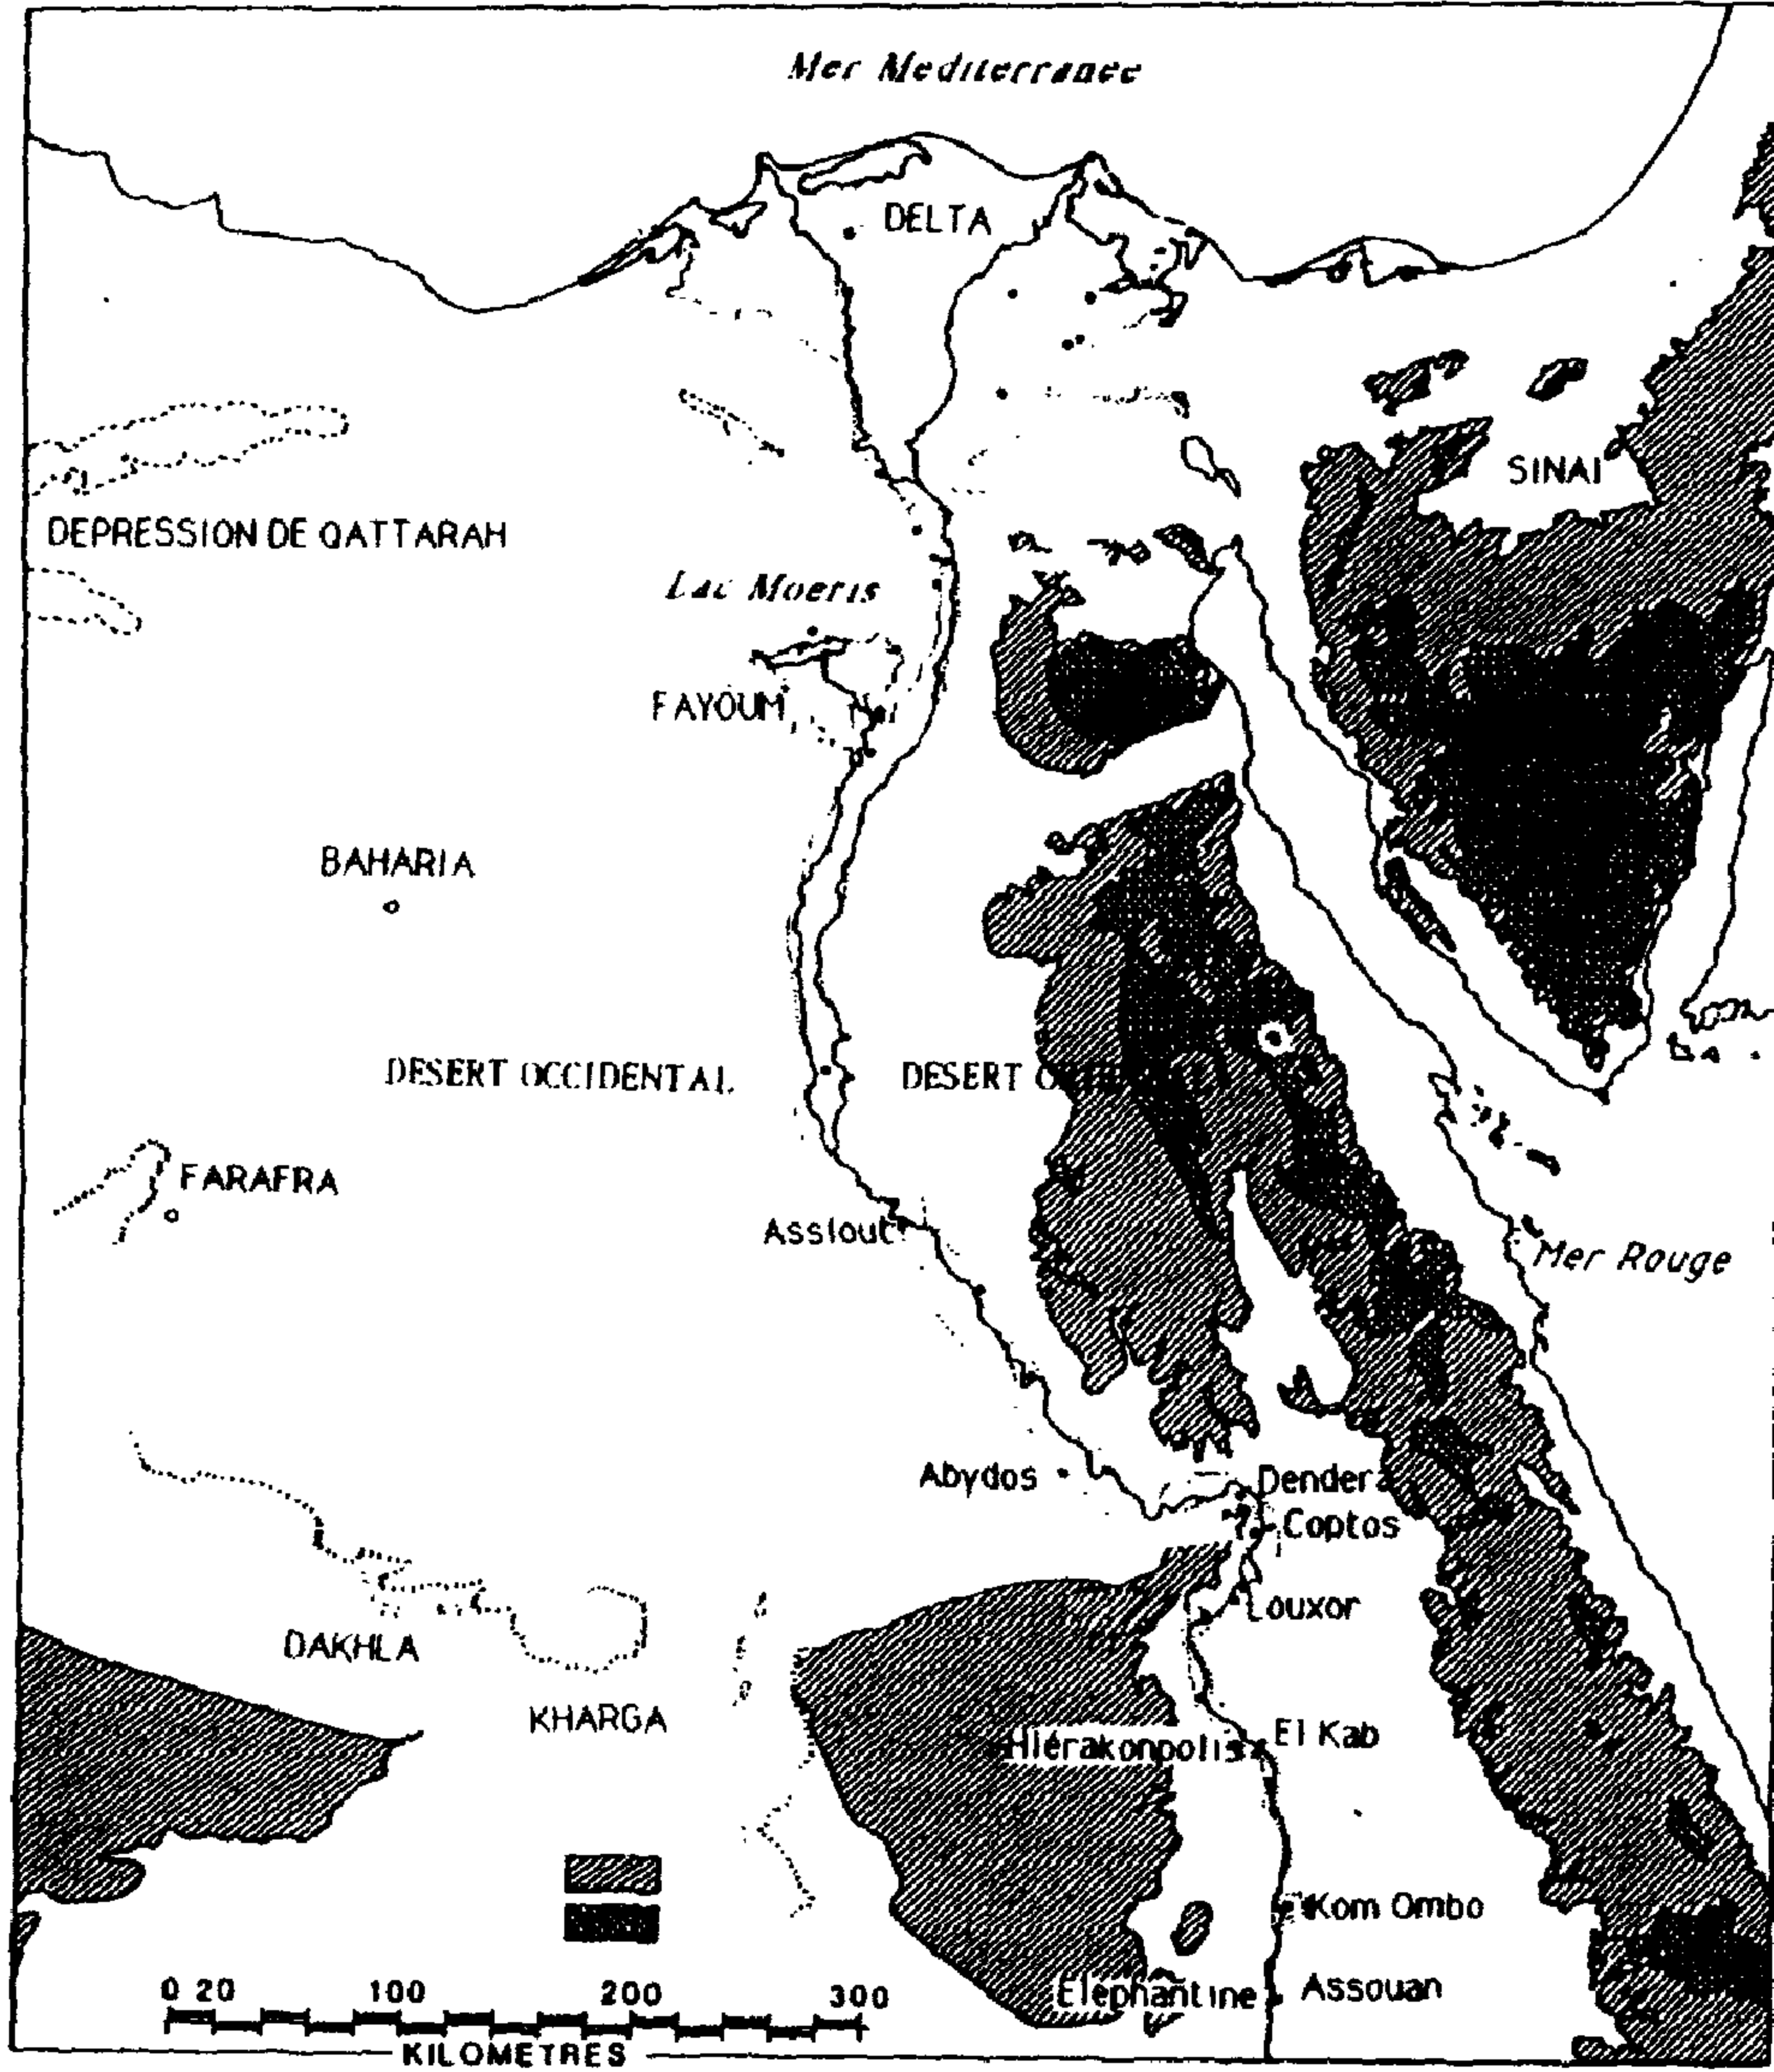 Mer Mediterranee
DELTA
SINAI
DEPRESSION DE QATTARAH
Lac Moeris
FAYOUM
BAHARIA
DESERT OCCIDENTAL
DESERT
FARAFRA
Assiout
Mer Rouge
Abydos
Dendera
Coptos
Louxor
DAKHLA
KHARGA
Hiérakonpolis
El Kab
Kom Ombo
Elephantine
Assouan
0 20 100 200 300
KILOMETRES